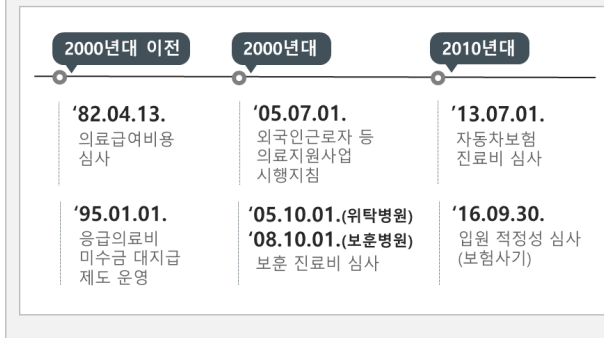 2000년대 이전
2000년대
2010년대
‘82.04.13.
의료급여비용
심사
‘05.07.01.
외국인근로자 등
의료지원사업
시행지침
‘13.07.01.
자동차보험
진료비 심사
‘95.01.01.
응급의료비
미수금 대지급
제도 운영
‘05.10.01.(위탁병원)
‘08.10.01.(보훈병원)
보훈 진료비 심사
‘16.09.30.
입원 적정성 심사
(보험사기)